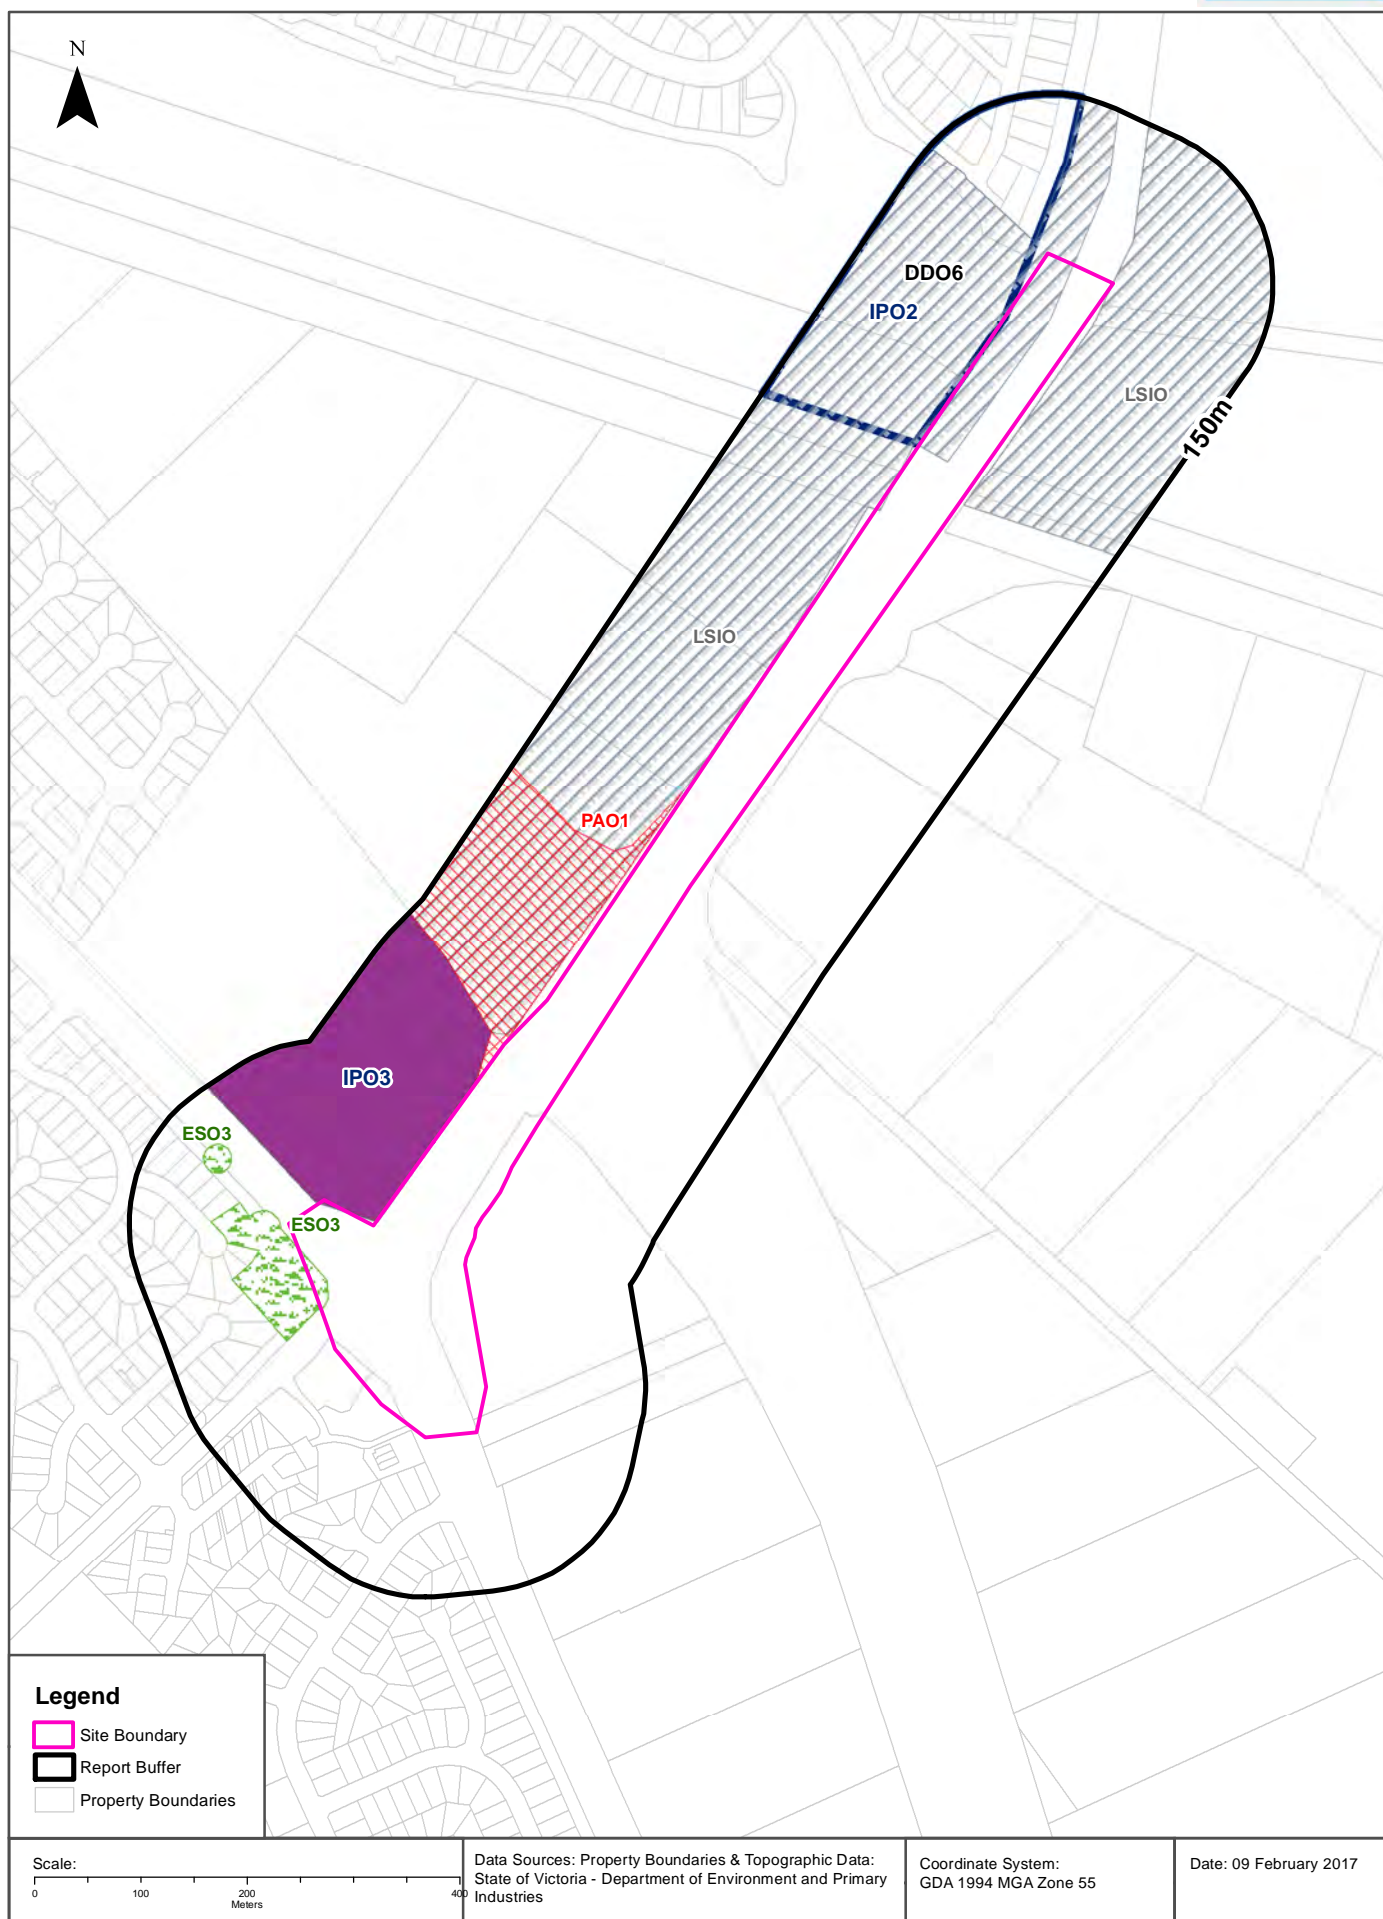 N
DDO6
IPO2
LSIO
150m
LSIO
PAO1
IPO3
ESO3
ESO3
Legend
Site Boundary
Report Buffer
Property Boundaries
Scale:
0 100 200 400
Meters
Data Sources: Property Boundaries & Topographic Data:
State of Victoria - Department of Environment and Primary
Industries
Coordinate System:
GDA 1994 MGA Zone 55
Date: 09 February 2017